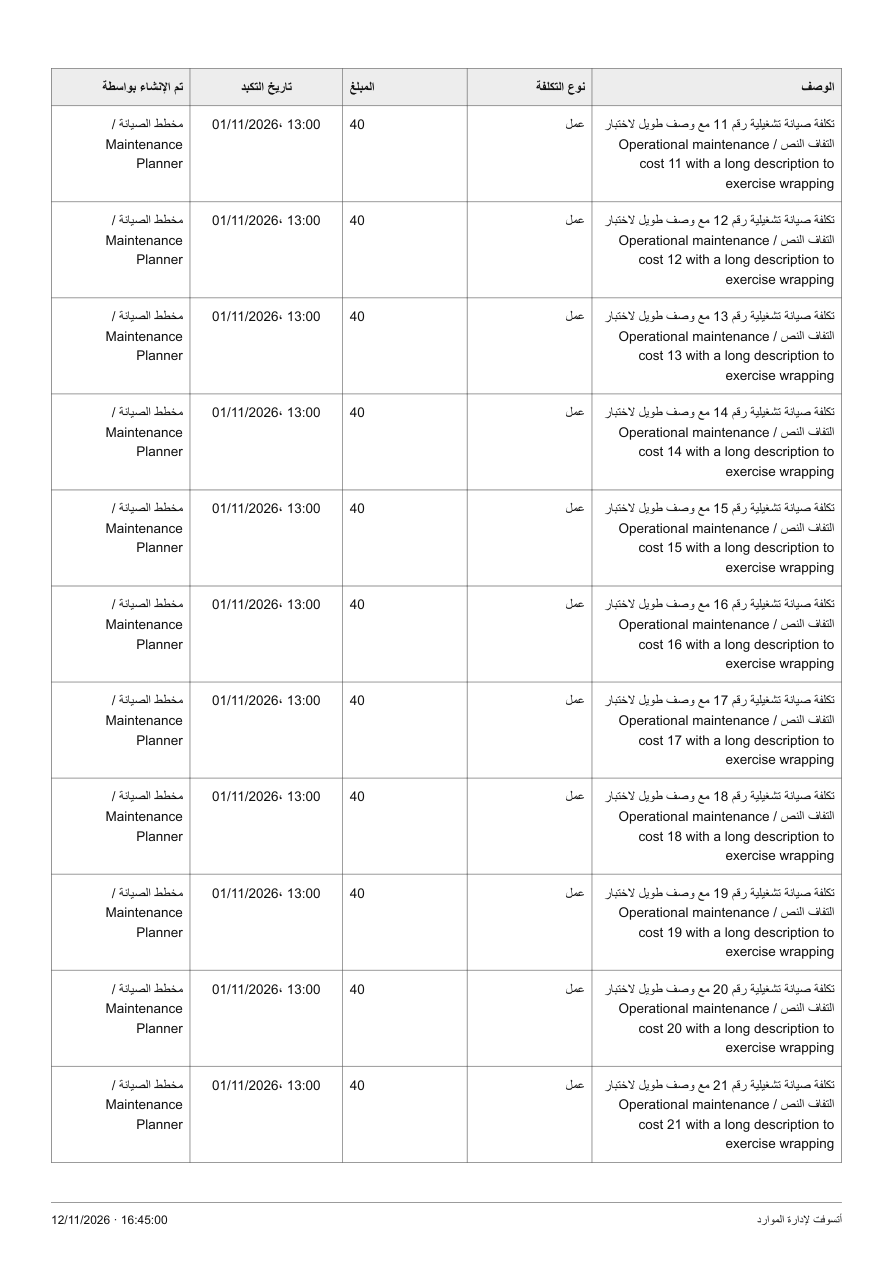 الوصف نوع التكلفة المبلغ تاريخ التكبد تم الإنشاء بواسطة
تكلفة صيانة تشغيلية رقم 11 مع وصف طويل لاختبار عمل 40 01/11/2026، 13:00 مخطط الصيانة /
التفاف النص / Operational maintenance Maintenance
cost 11 with a long description to Planner
exercise wrapping
تكلفة صيانة تشغيلية رقم 12 مع وصف طويل لاختبار عمل 40 01/11/2026، 13:00 مخطط الصيانة /
التفاف النص / Operational maintenance Maintenance
cost 12 with a long description to Planner
exercise wrapping
تكلفة صيانة تشغيلية رقم 13 مع وصف طويل لاختبار عمل 40 01/11/2026، 13:00 مخطط الصيانة /
التفاف النص / Operational maintenance Maintenance
cost 13 with a long description to Planner
exercise wrapping
تكلفة صيانة تشغيلية رقم 14 مع وصف طويل لاختبار عمل 40 01/11/2026، 13:00 مخطط الصيانة /
التفاف النص / Operational maintenance Maintenance
cost 14 with a long description to Planner
exercise wrapping
تكلفة صيانة تشغيلية رقم 15 مع وصف طويل لاختبار عمل 40 01/11/2026، 13:00 مخطط الصيانة /
التفاف النص / Operational maintenance Maintenance
cost 15 with a long description to Planner
exercise wrapping
تكلفة صيانة تشغيلية رقم 16 مع وصف طويل لاختبار عمل 40 01/11/2026، 13:00 مخطط الصيانة /
التفاف النص / Operational maintenance Maintenance
cost 16 with a long description to Planner
exercise wrapping
تكلفة صيانة تشغيلية رقم 17 مع وصف طويل لاختبار عمل 40 01/11/2026، 13:00 مخطط الصيانة /
التفاف النص / Operational maintenance Maintenance
cost 17 with a long description to Planner
exercise wrapping
تكلفة صيانة تشغيلية رقم 18 مع وصف طويل لاختبار عمل 40 01/11/2026، 13:00 مخطط الصيانة /
التفاف النص / Operational maintenance Maintenance
cost 18 with a long description to Planner
exercise wrapping
تكلفة صيانة تشغيلية رقم 19 مع وصف طويل لاختبار عمل 40 01/11/2026، 13:00 مخطط الصيانة /
التفاف النص / Operational maintenance Maintenance
cost 19 with a long description to Planner
exercise wrapping
تكلفة صيانة تشغيلية رقم 20 مع وصف طويل لاختبار عمل 40 01/11/2026، 13:00 مخطط الصيانة /
التفاف النص / Operational maintenance Maintenance
cost 20 with a long description to Planner
exercise wrapping
تكلفة صيانة تشغيلية رقم 21 مع وصف طويل لاختبار عمل 40 01/11/2026، 13:00 مخطط الصيانة /
التفاف النص / Operational maintenance Maintenance
cost 21 with a long description to Planner
exercise wrapping
أتسوفت لإدارة الموارد 12/11/2026 · 16:45:00